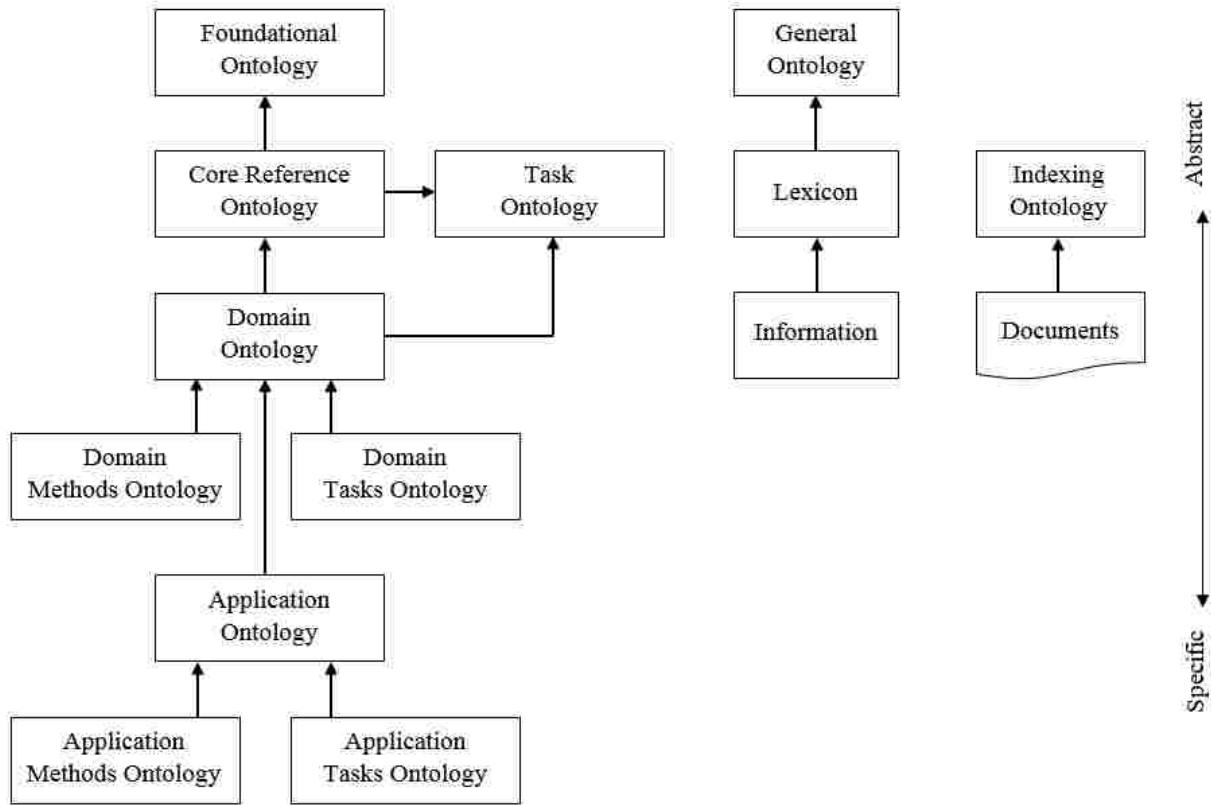 Foundational
Ontology
General
Ontology
Core Reference
Ontology
Task
Ontology
Lexicon
Indexing
Ontology
Abstract
Domain
Ontology
Information
Documents
Domain
Methods Ontology
Domain
Tasks Ontology
Application
Ontology
Specific
Application
Methods Ontology
Application
Tasks Ontology